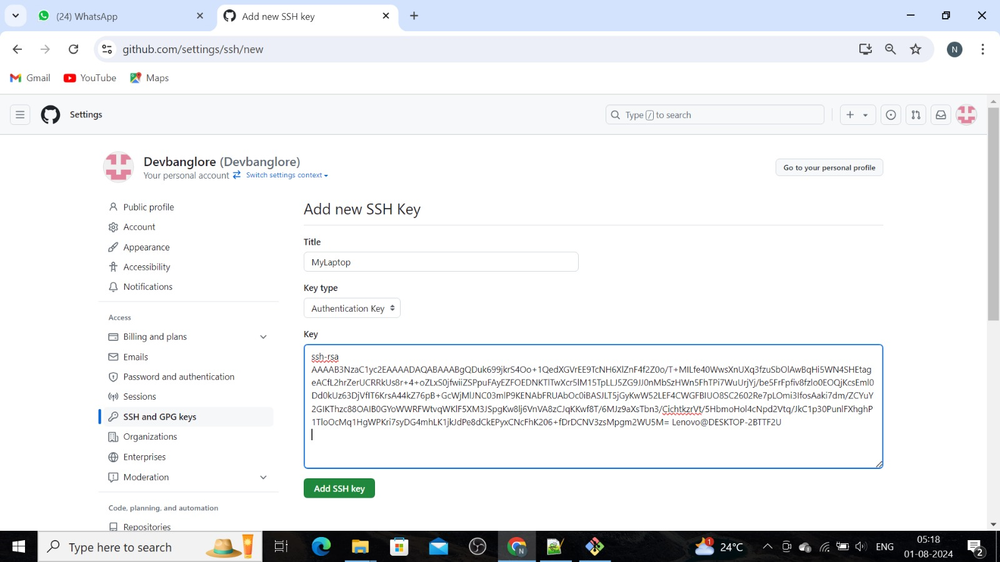 (24) WhatsApp
Add new SSH key
github.com/settings/ssh/new
N
Gmail
YouTube
Maps
Settings
Type / to search
Devbanglore (Devbanglore)
Your personal account
Switch settings context
Go to your personal profile
Public profile
Account
Appearance
Accessibility
Notifications
Access
Billing and plans
Emails
Password and authentication
Sessions
SSH and GPG keys
Organizations
Enterprises
Moderation
Code, planning, and automation
Repositories
Add new SSH Key
Title
MyLaptop
Key type
Authentication Key
Key
ssh-rsa
AAAAB3NzaC1yc2EAAAADAQABAAABgQDuk699jkrS4Oo+1QedXGVrEE9TcNH6XlZnF4f2Z0o/T+MILfe40WwsXnUXq3fzuSbOlAwBqHi5WN4SHEtag
eACfL2hrZerUCRRkUs8r+4+oZLxS0jfwiiZSPpuFAyEZFOEDNKTlTwXcr5lM15TpLLJ5ZG9JJ0nMbSzHWn5FhTPi7WuUrjYj/be5FrFpfiv8fzlo0EOQjKcsEml0
Dd0kUz63DjVflT6KrsA44kZ76pB+GcWjMlJNC03mlP9KENAbFRUAbOc0iBASJLT5jGyKwW52LEF4CWGFBIUO8SC2602Re7pLOmi3lfosAaki7dm/ZCYuY
2GIKThzc88OAIB0GYoWWRFWtvqWKlF5XM3JSpgKw8lj6VnVA8zCJqKKwf8T/6MJz9aXsTbn3/CichtkzrVt/5HbmoHol4cNpd2Vtq/JkC1p30PunlFXhghP
1TloOcMq1HgWPKri7syDG4mhLK1jkJdPe8dCkEPyxCNcFhK206+fDrDCNV3zsMpgm2WU5M= Lenovo@DESKTOP-2BTTF2U
Add SSH key
Type here to search
N
1
24°C
ENG
05:18
01-08-2024
2